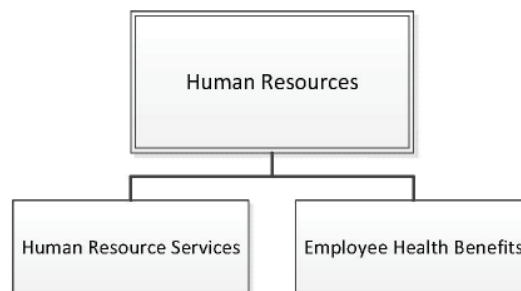 Human Resources
Human Resource Services
Employee Health Benefits